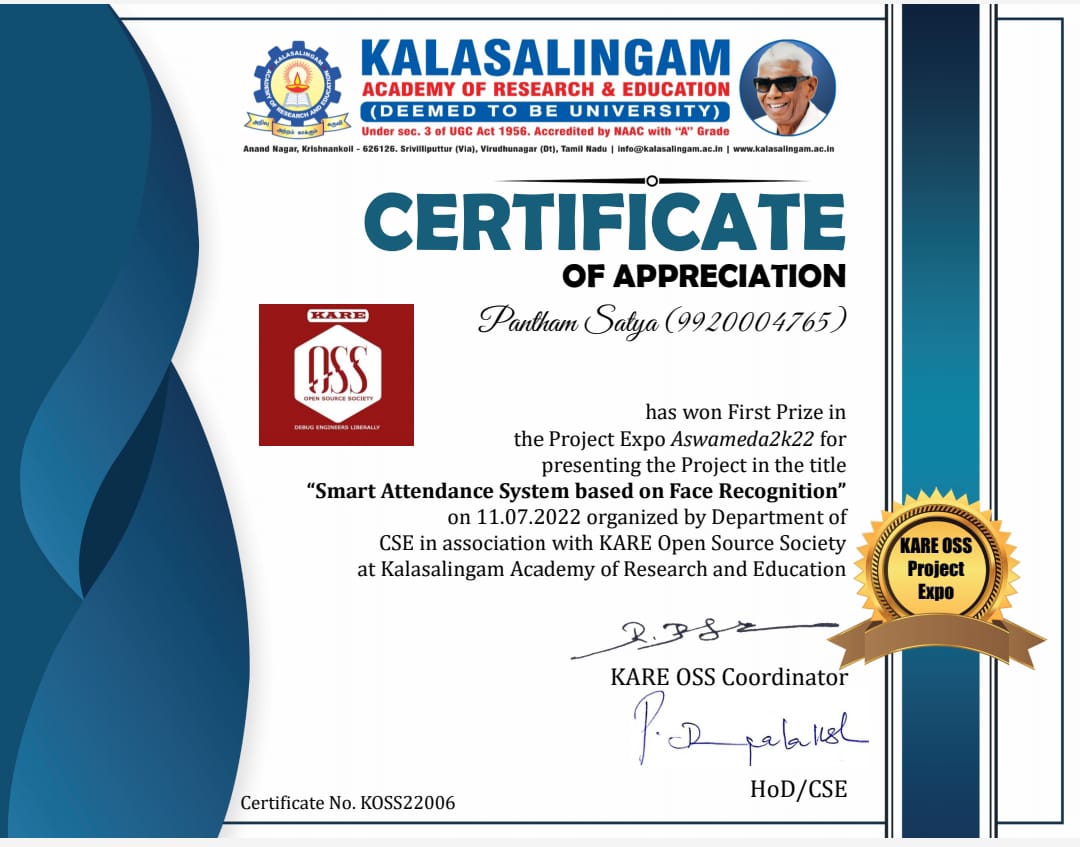 KALASALINGAM ACADEMY OF RESEARCH AND EDUCATION
அறிவு அற்றம் காக்கும் கருவி
KALASALINGAM
ACADEMY OF RESEARCH & EDUCATION
(DEEMED TO BE UNIVERSITY)
Under sec. 3 of UGC Act 1956. Accredited by NAAC with “A” Grade
Anand Nagar, Krishnankoil - 626126. Srivilliputtur (Via), Virudhunagar (Dt), Tamil Nadu | info@kalasalingam.ac.in | www.kalasalingam.ac.in
CERTIFICATE
OF APPRECIATION
Pantham Satya (9920004765)
KARE
OSS
OPEN SOURCE SOCIETY
DEBUG ENGINEERS LIBERALLY
has won First Prize in
the Project Expo Aswameda2k22 for
presenting the Project in the title
“Smart Attendance System based on Face Recognition”
on 11.07.2022 organized by Department of
CSE in association with KARE Open Source Society
at Kalasalingam Academy of Research and Education
KARE OSS
Project
Expo
KARE OSS Coordinator
HoD/CSE
Certificate No. KOSS22006